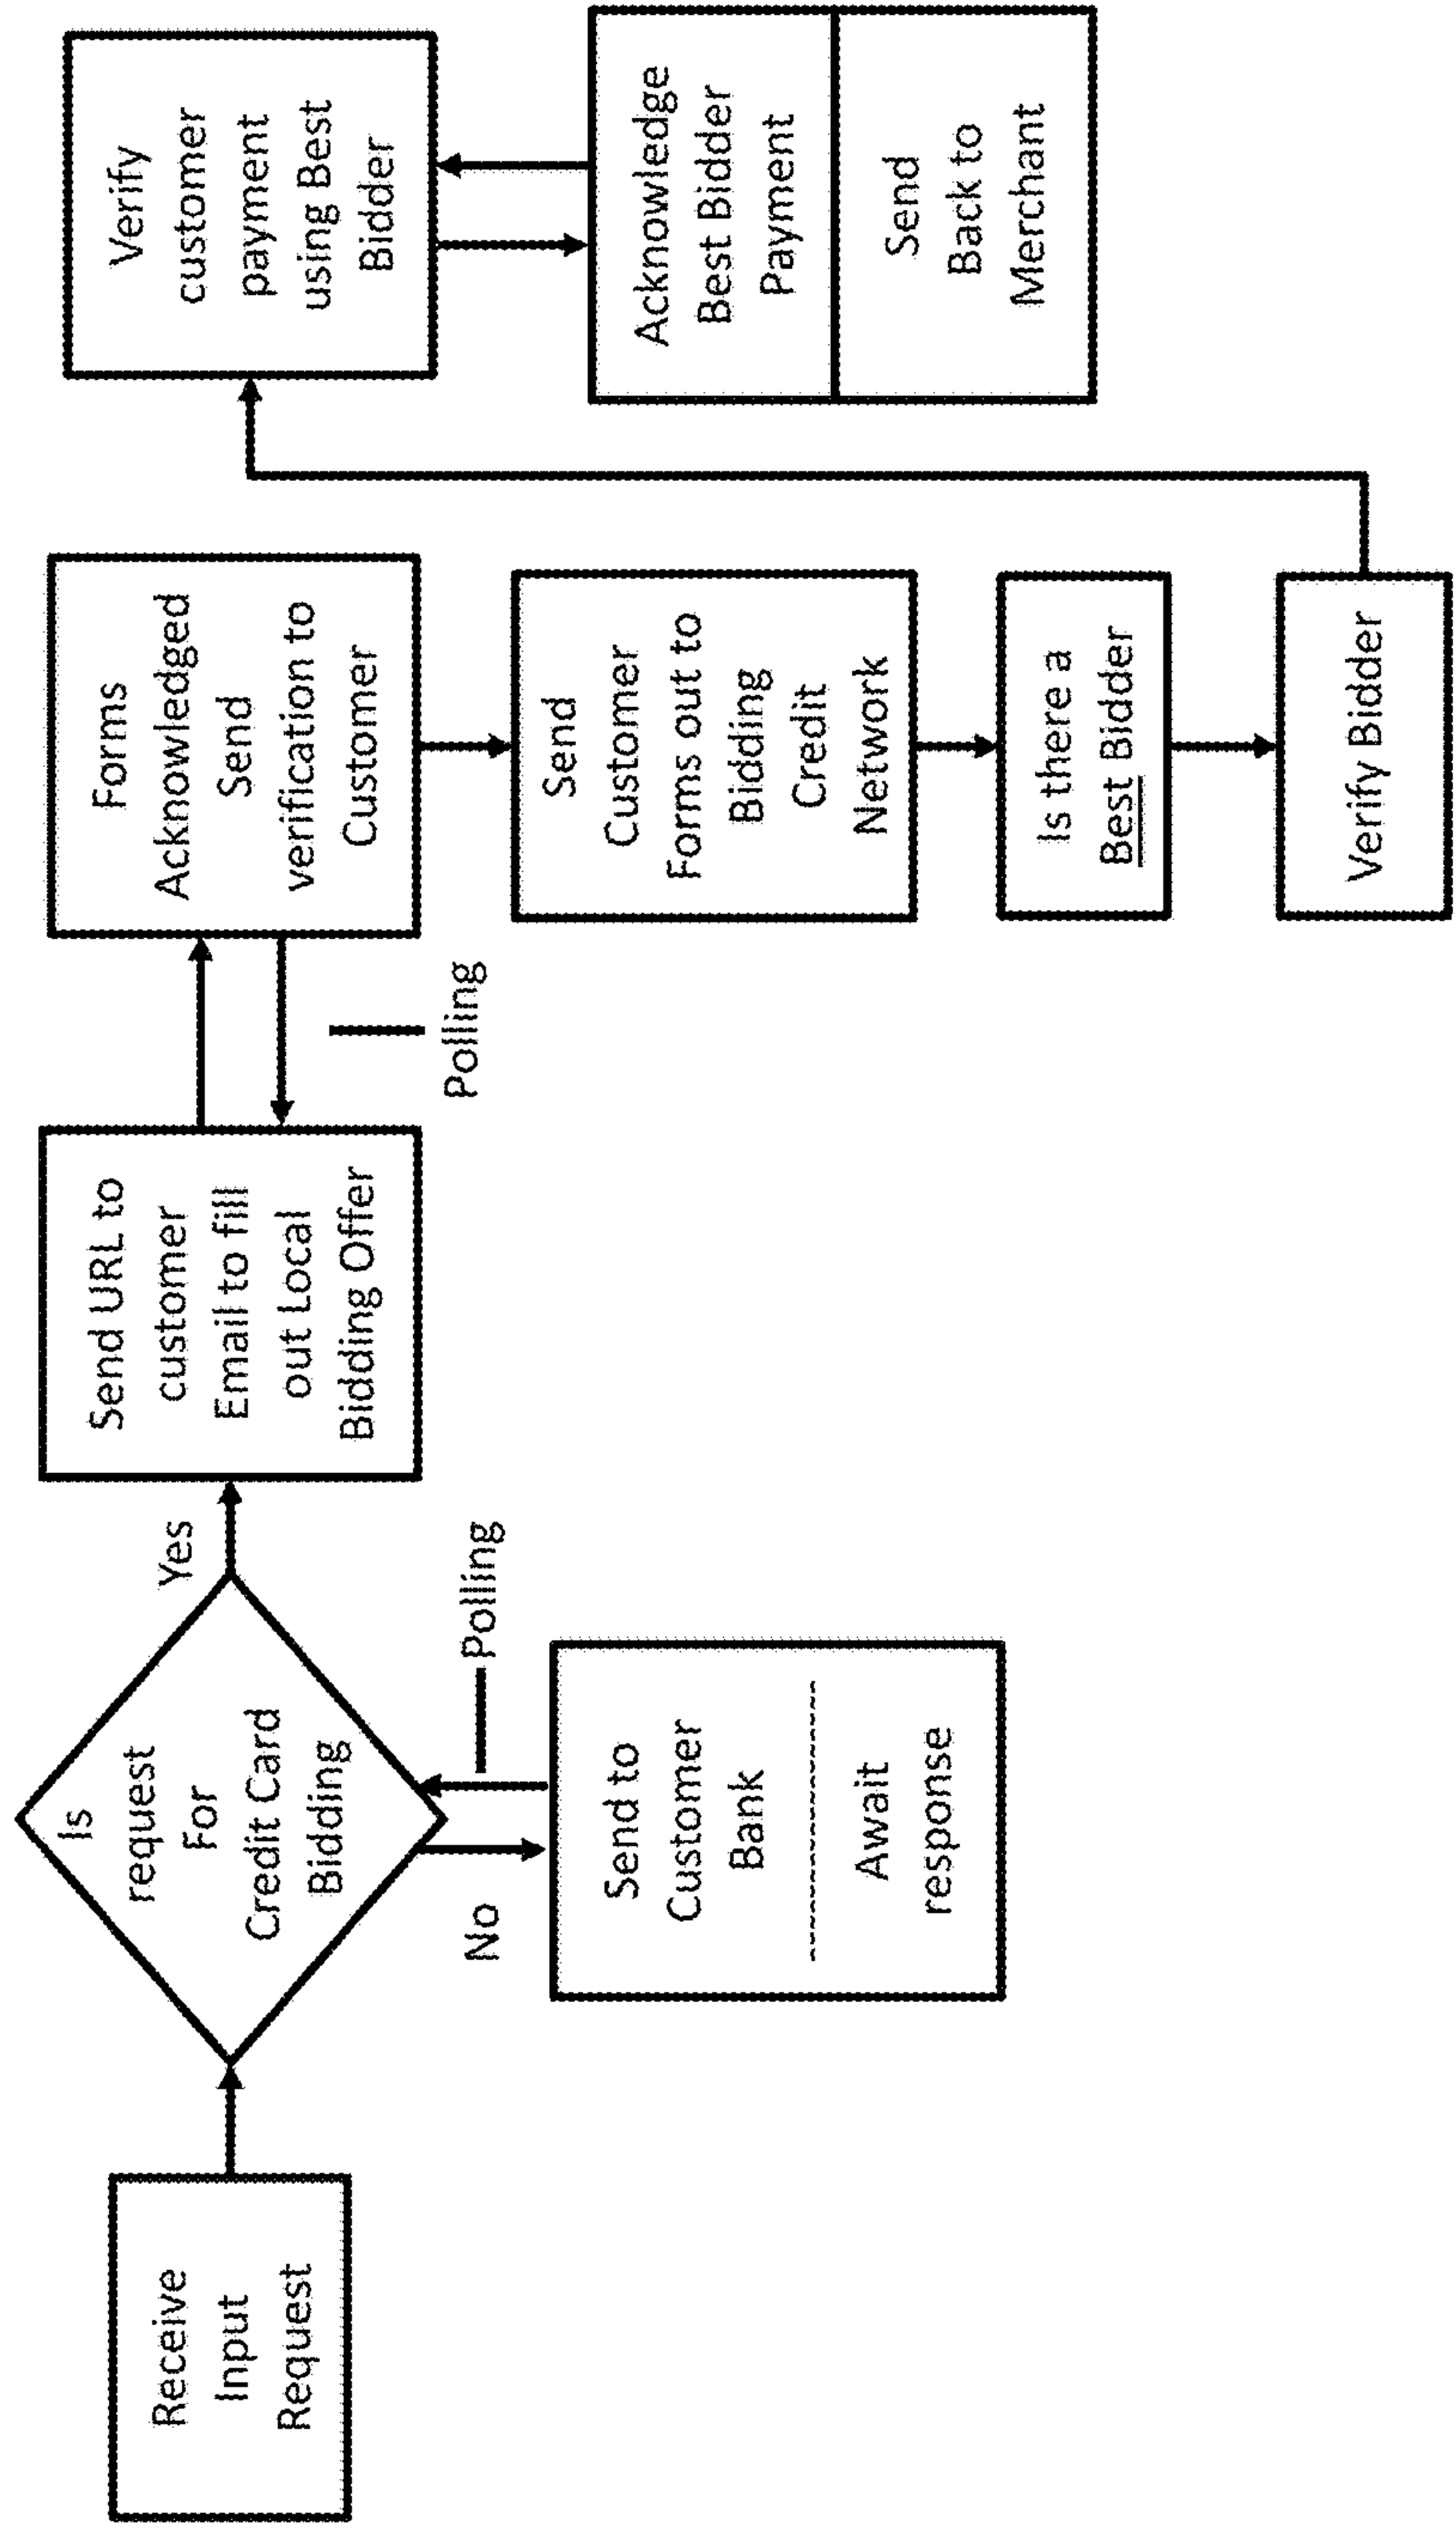 Receive
Input
Request
Is
request
For
Credit Card
Bidding
Yes
No
Polling
Send to
Customer
Bank
Await
response
Send URL to
customer
Email to fill
out Local
Bidding Offer
Polling
Forms
Acknowledged
Send
verification to
Customer
Send
Customer
Forms out to
Bidding
Credit
Network
Is there a
Best Bidder
Verify Bidder
Verify
customer
payment
using Best
Bidder
Acknowledge
Best Bidder
Payment
Send
Back to
Merchant